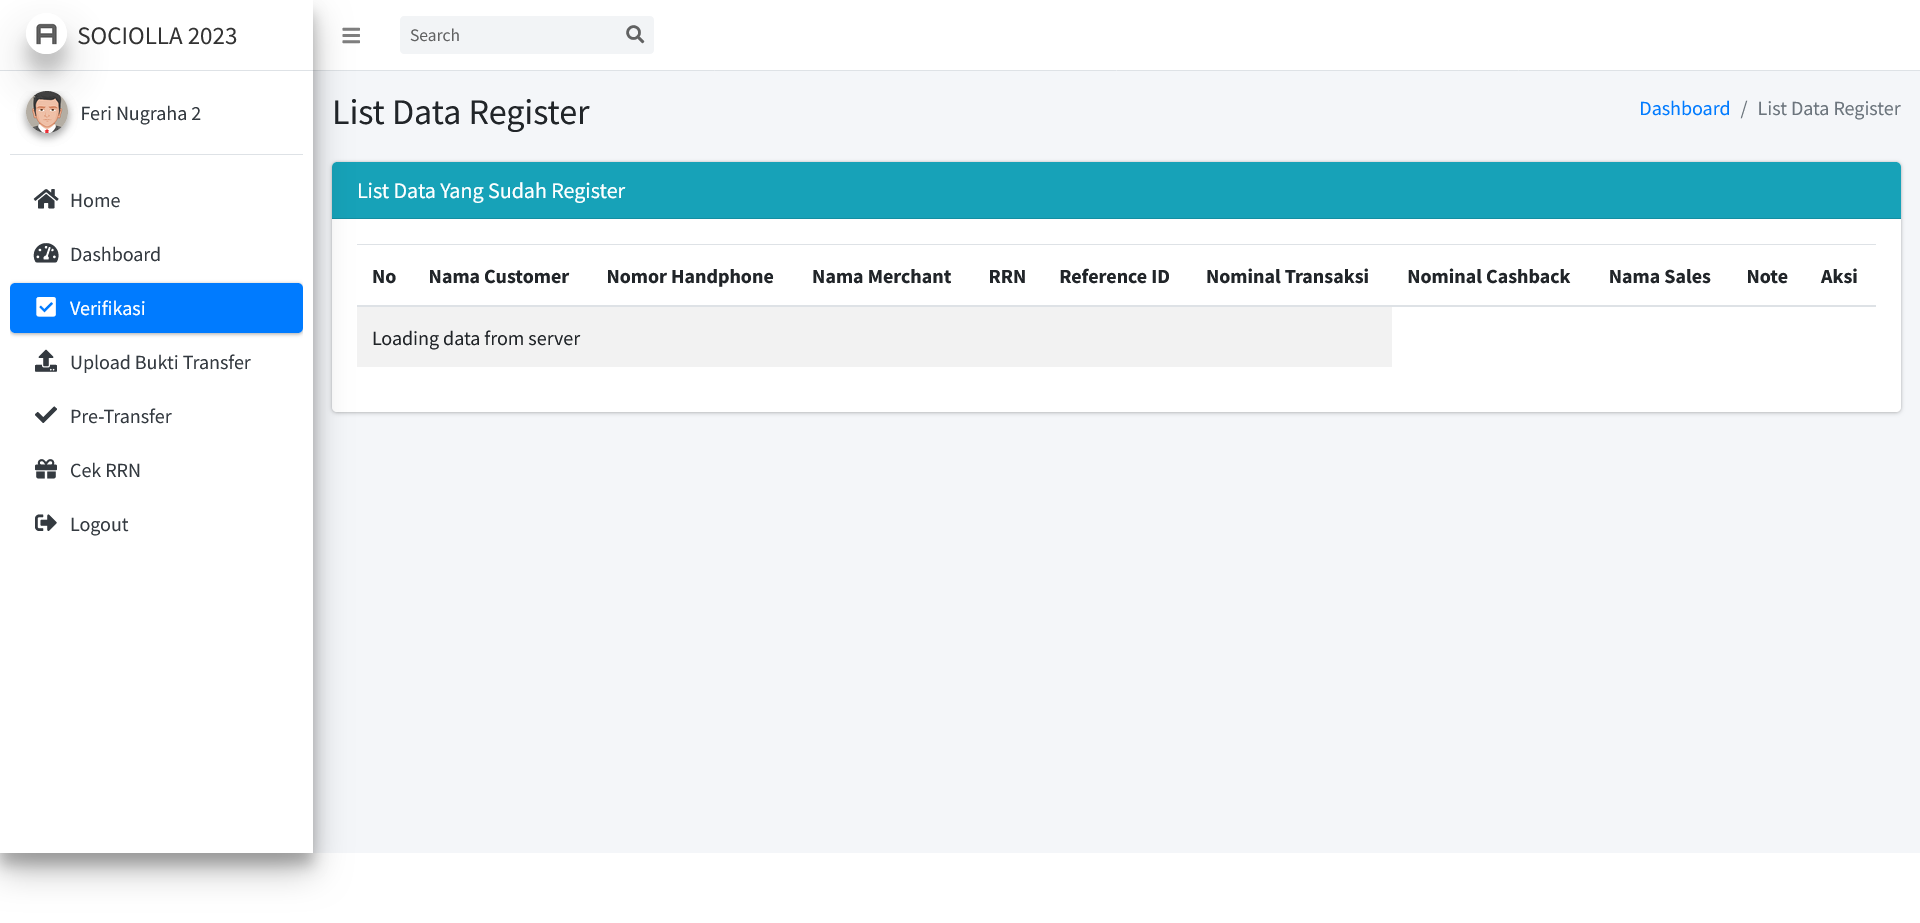 SOCIOLLA 2023
Search
Feri Nugraha 2
Home
Dashboard
Verifikasi
Upload Bukti Transfer
Pre-Transfer
Cek RRN
Logout
List Data Register
Dashboard / List Data Register
List Data Yang Sudah Register
No Nama Customer Nomor Handphone Nama Merchant RRN Reference ID Nominal Transaksi Nominal Cashback Nama Sales Note Aksi
Loading data from server